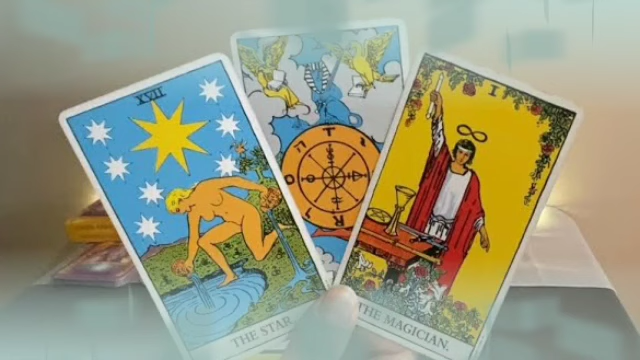 XVII
THE STAR.
T
A
R
I
THE MAGICIAN.